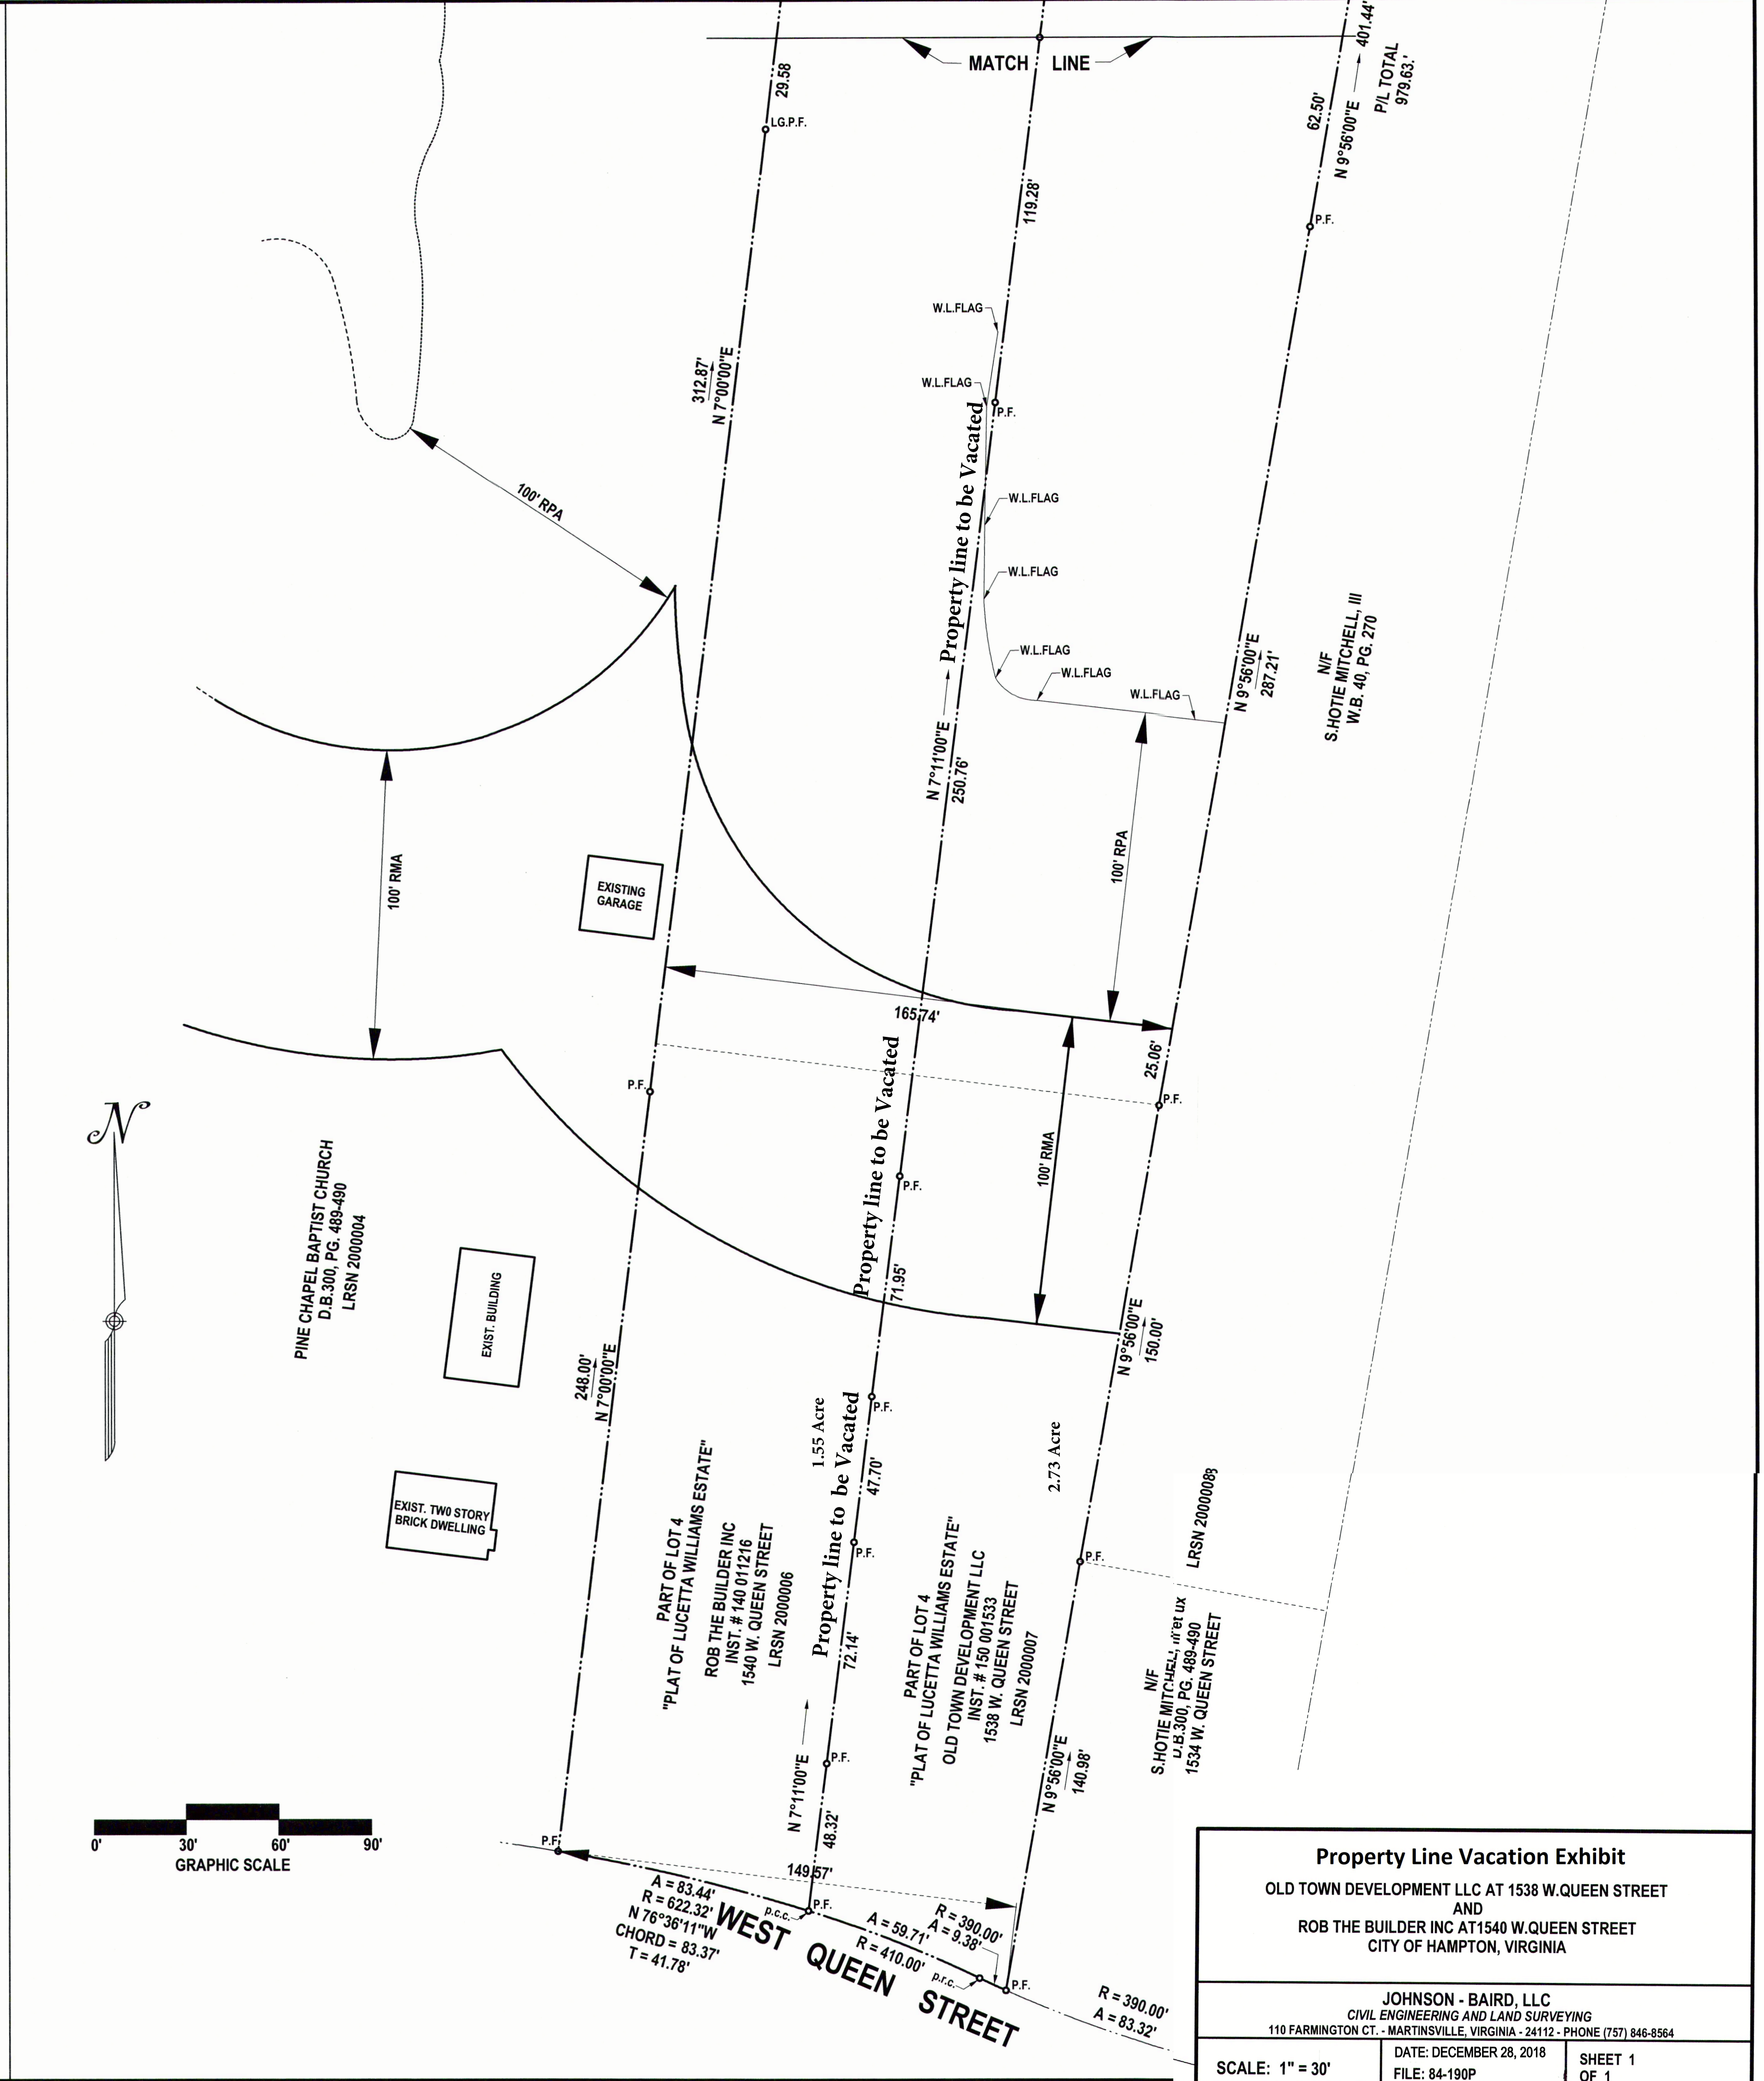 MATCH LINE
29.58
LG.P.F.
119.28'
62.50'
N 9°56'00"E
401.44'
P/L TOTAL
979.63.'
P.F.
W.L.FLAG
W.L.FLAG
P.F.
312.87'
N 7°00'00"E
100' RPA
Property line to be Vacated
W.L.FLAG
W.L.FLAG
W.L.FLAG
W.L.FLAG
W.L.FLAG
N 9°56'00"E
287.21'
N/F
S.HOTIE MITCHELL, III
W.B. 40, PG. 270
N 7°11'00"E
250.76'
100' RMA
EXISTING
GARAGE
100' RPA
165.74'
25.06'
P.F.
P.F.
Property line to be Vacated
P.F.
100' RMA
N
PINE CHAPEL BAPTIST CHURCH
D.B.300, PG. 489-490
LRSN 2000004
EXIST. BUILDING
71.95'
N 9°56'00"E
150.00'
248.00'
N 7°00'00"E
P.F.
1.55 Acre
Property line to be Vacated
47.70'
2.73 Acre
EXIST. TW0 STORY
BRICK DWELLING
PART OF LOT 4
"PLAT OF LUCETTA WILLIAMS ESTATE"
ROB THE BUILDER INC
INST. # 140 011216
1540 W. QUEEN STREET
LRSN 2000006
P.F.
72.14'
PART OF LOT 4
"PLAT OF LUCETTA WILLIAMS ESTATE"
OLD TOWN DEVELOPMENT LLC
INST. # 150 001533
1538 W. QUEEN STREET
LRSN 2000007
P.F.
N/F
S.HOTIE MITCHELL, III et ux
D.B.300, PG. 489-490
1534 W. QUEEN STREET
N 7°11'00"E
P.F.
48.32'
N 9°56'00"E
140.98'
0' 30' 60' 90'
GRAPHIC SCALE
P.F.
149.57'
A = 83.44'
R = 622.32'
N 76°36'11"W
CHORD = 83.37'
T = 41.78'
p.c.c.
P.F.
A = 59.71'
R = 410.00'
R = 390.00'
A = 9.38'
p.r.c.
P.F.
WEST QUEEN STREET
R = 390.00'
A = 83.32'
Property Line Vacation Exhibit
OLD TOWN DEVELOPMENT LLC AT 1538 W.QUEEN STREET
AND
ROB THE BUILDER INC AT1540 W.QUEEN STREET
CITY OF HAMPTON, VIRGINIA
JOHNSON - BAIRD, LLC
CIVIL ENGINEERING AND LAND SURVEYING
110 FARMINGTON CT. - MARTINSVILLE, VIRGINIA - 24112 - PHONE (757) 846-8564
SCALE: 1" = 30'
DATE: DECEMBER 28, 2018
FILE: 84-190P
SHEET 1
OF 1